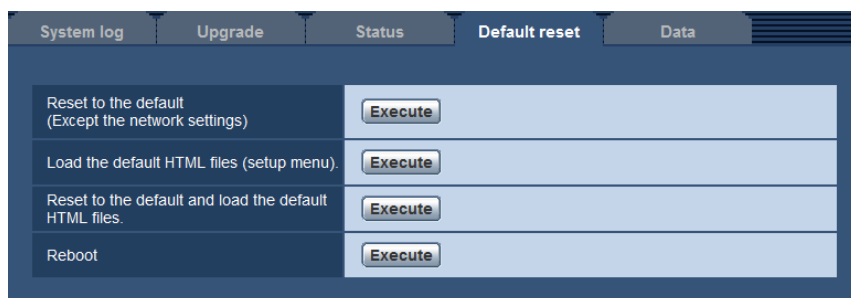 System log Upgrade Status Default reset Data
Reset to the default
(Except the network settings)
Execute
Load the default HTML files (setup menu).
Execute
Reset to the default and load the default
HTML files.
Execute
Reboot
Execute